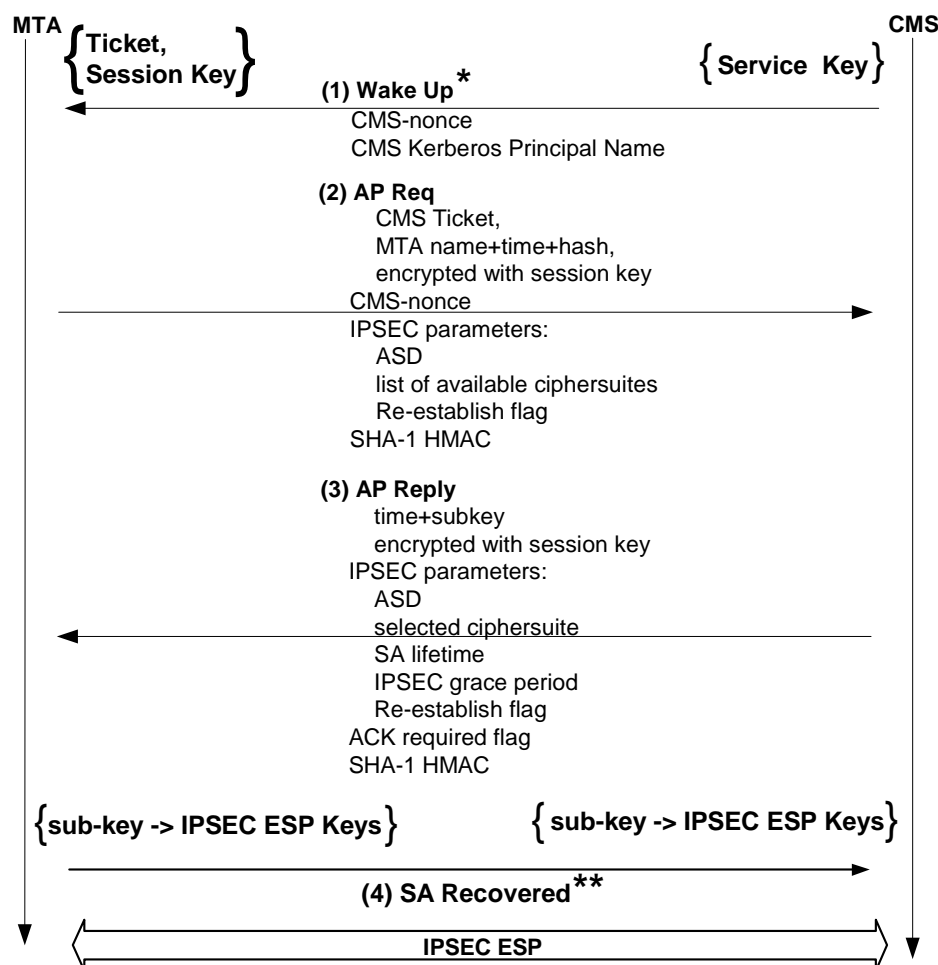 MTA
CMS
{Ticket,
Session Key}
{Service Key}
(1) Wake Up*
CMS-nonce
CMS Kerberos Principal Name
(2) AP Req
CMS Ticket,
MTA name+time+hash,
encrypted with session key
CMS-nonce
IPSEC parameters:
ASD
list of available ciphersuites
Re-establish flag
SHA-1 HMAC
(3) AP Reply
time+subkey
encrypted with session key
IPSEC parameters:
ASD
selected ciphersuite
SA lifetime
IPSEC grace period
Re-establish flag
ACK required flag
SHA-1 HMAC
{sub-key -> IPSEC ESP Keys}
{sub-key -> IPSEC ESP Keys}
(4) SA Recovered**
IPSEC ESP